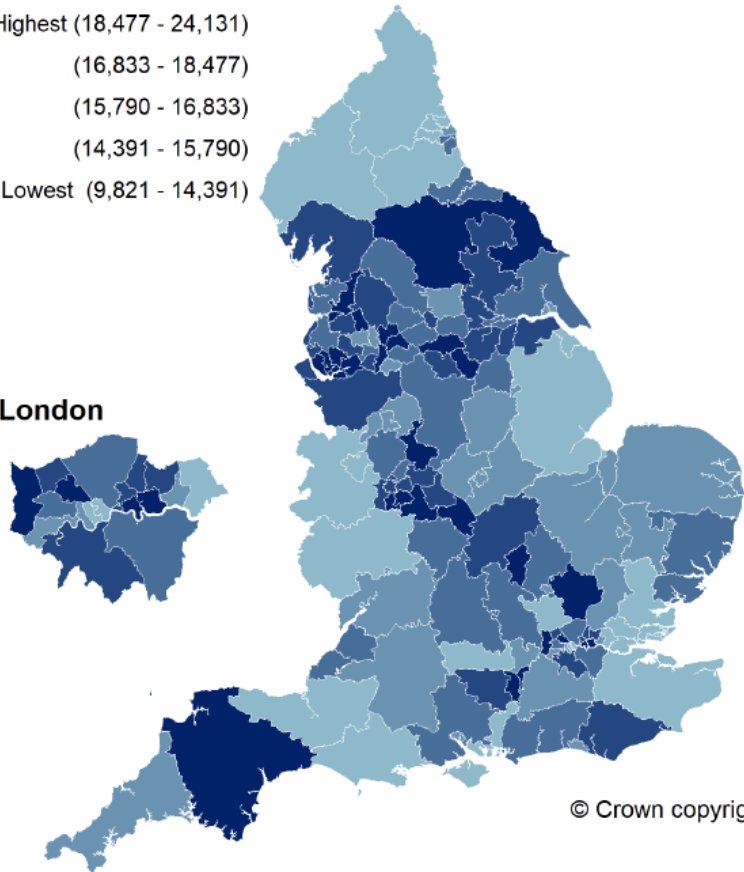 Highest (18,477 - 24,131)
(16,833 - 18,477)
(15,790 - 16,833)
(14,391 - 15,790)
Lowest (9,821 - 14,391)
London
© Crown